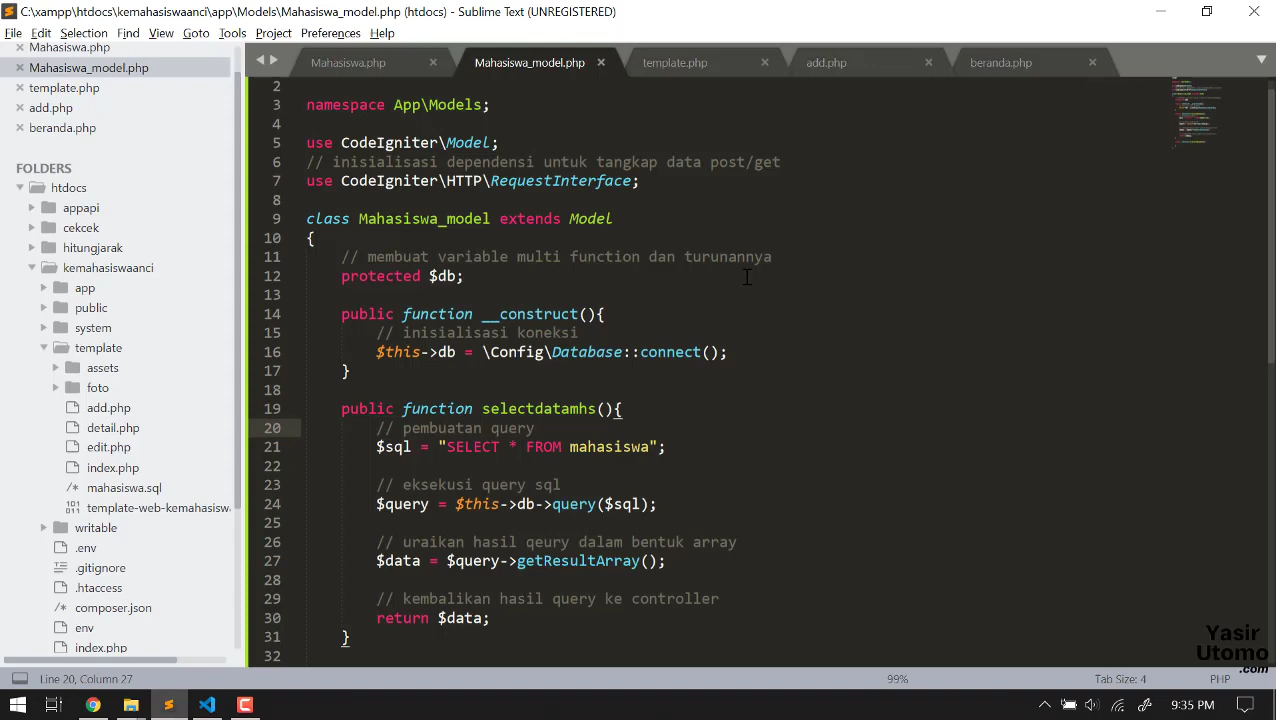 C:\xampp\htdocs\kemahasiswaanci\app\Models\Mahasiswa_model.php (htdocs) - Sublime Text (UNREGISTERED)
File Edit Selection Find View Goto Tools Project Preferences Help
Mahasiswa.php
Mahasiswa_model.php
template.php
add.php
beranda.php
FOLDERS
htdocs
appapi
cekcek
hitungjarak
kemahasiswaanci
app
public
system
template
assets
foto
add.php
detail.php
edit.php
index.php
mahasiswa.sql
template-web-kemahasisw
writable
.env
.gitignore
.htaccess
composer.json
env
index.php
Mahasiswa.php Mahasiswa_model.php template.php add.php beranda.php
2
3 namespace App\Models;
4
5 use CodeIgniter\Model;
6 // inisialisasi dependensi untuk tangkap data post/get
7 use CodeIgniter\HTTP\RequestInterface;
8
9 class Mahasiswa_model extends Model
10 {
11 // membuat variable multi function dan turunannya
12 protected $db;
13
14 public function __construct(){
15 // inisialisasi koneksi
16 $this->db = \Config\Database::connect();
17 }
18
19 public function selectdatamhs(){
20 // pembuatan query
21 $sql = "SELECT * FROM mahasiswa";
22
23 // eksekusi query sql
24 $query = $this->db->query($sql);
25
26 // uraikan hasil qeury dalam bentuk array
27 $data = $query->getResultArray();
28
29 // kembalikan hasil query ke controller
30 return $data;
31 }
32
Yasir
Utomo
.com
Line 20, Column 27 99% Tab Size: 4 PHP
9:35 PM